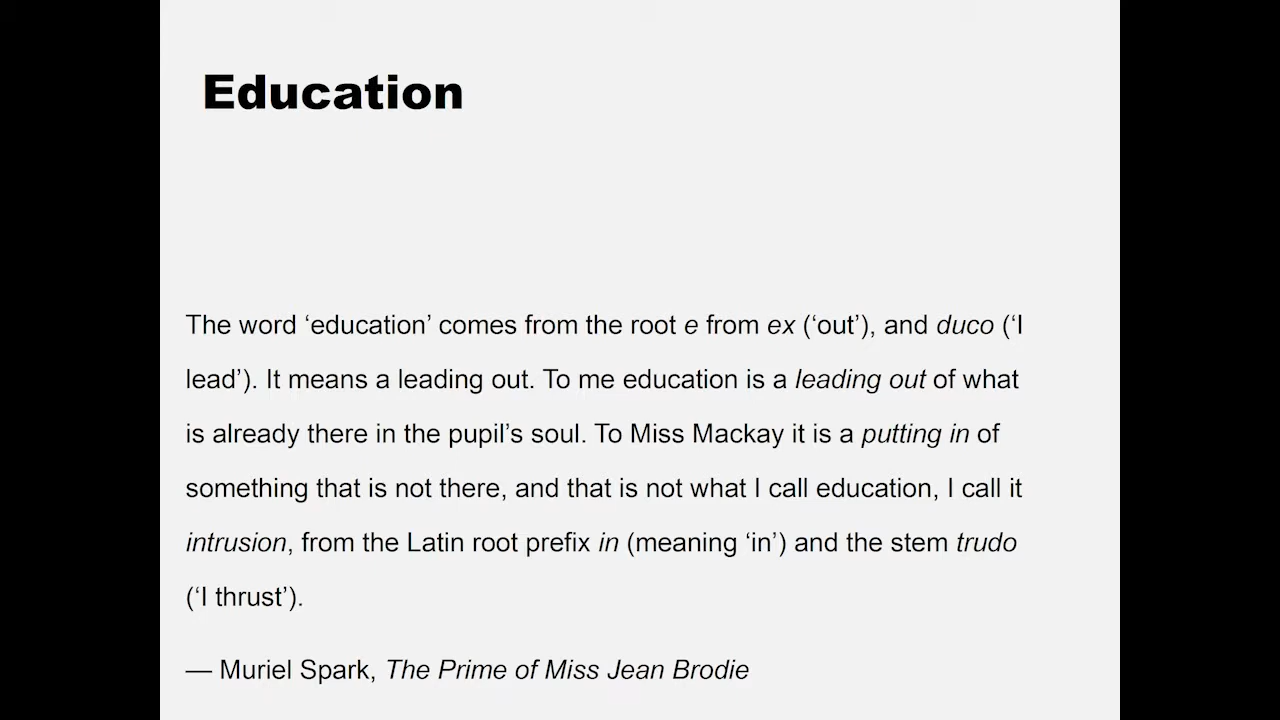 Education
The word ‘education’ comes from the root e from ex (‘out’), and duco (‘I
lead’). It means a leading out. To me education is a leading out of what
is already there in the pupil’s soul. To Miss Mackay it is a putting in of
something that is not there, and that is not what I call education, I call it
intrusion, from the Latin root prefix in (meaning ‘in’) and the stem trudo
(‘I thrust’).
— Muriel Spark, The Prime of Miss Jean Brodie